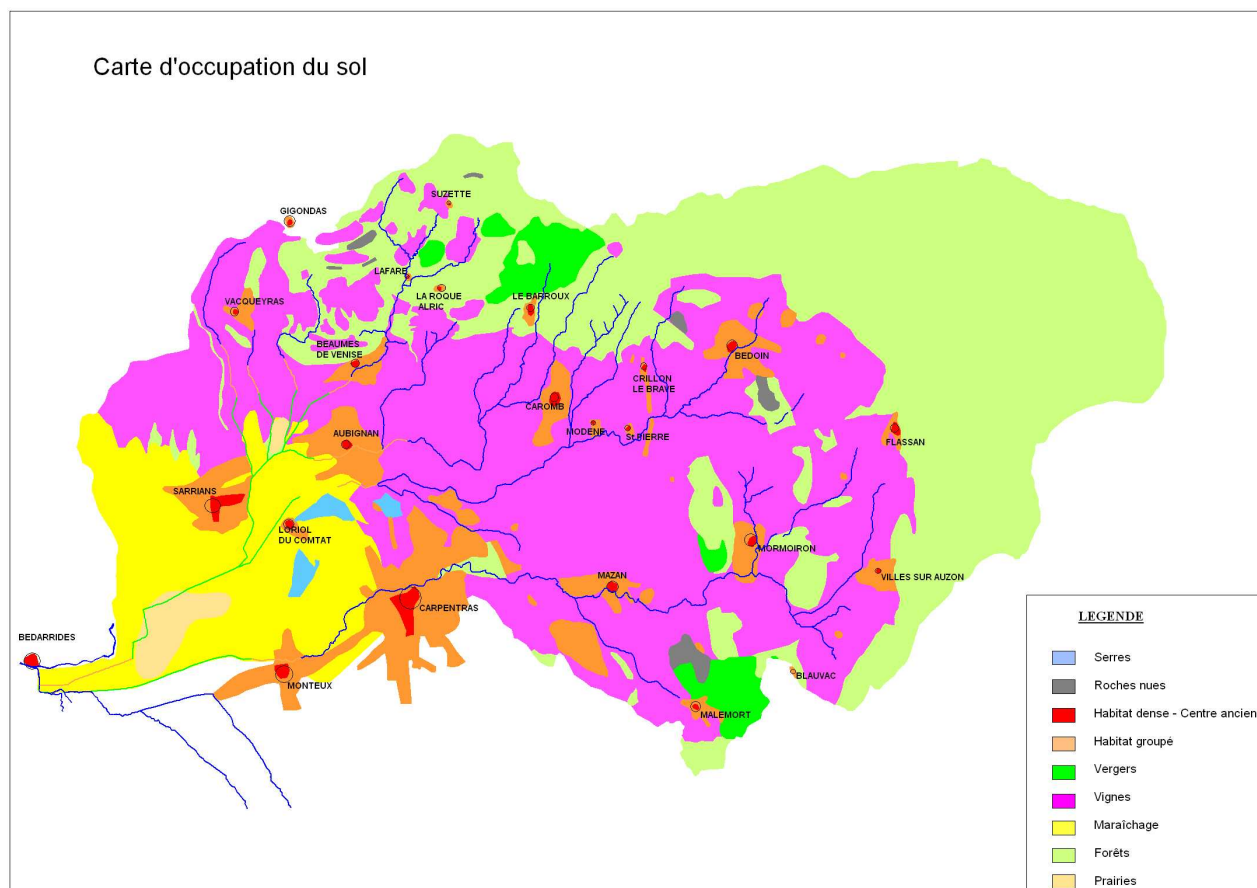 Carte d'occupation du sol
SUZETTE
GIGONDAS
LAFARE
LA ROQUE
ALRIC
LE BARROUX
VACQUEYRAS
BEAUMES
DE VENISE
BEDOIN
CRILLON
LE BRAVE
CAROMB
MODENE
St PIERRE
FLASSAN
AUBIGNAN
SARRIANS
LORIOL
DU COMTAT
MORMOIRON
MAZAN
VILLES SUR AUZON
CARPENTRAS
BEDARRIDES
MONTEUX
BLAUVAC
MALEMORT
LEGENDE
Serres
Roches nues
Habitat dense - Centre ancien
Habitat groupé
Vergers
Vignes
Maraîchage
Forêts
Prairies